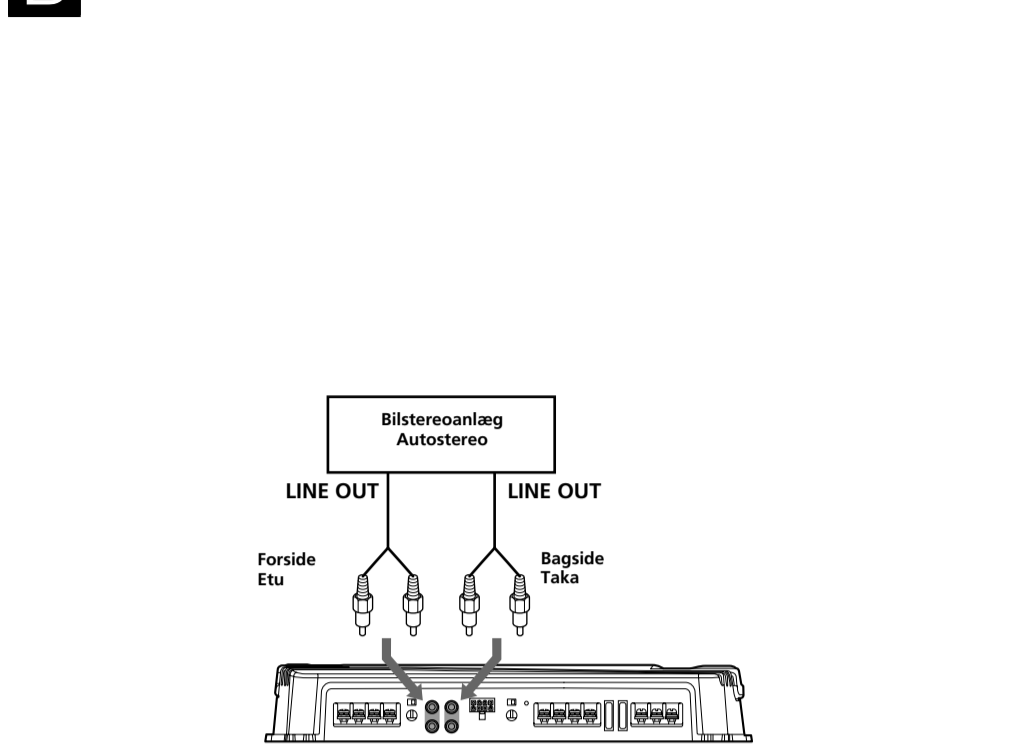 Bilstereoanlæg
Autostereo
LINE OUT
LINE OUT
Forside
Etu
Bagside
Taka